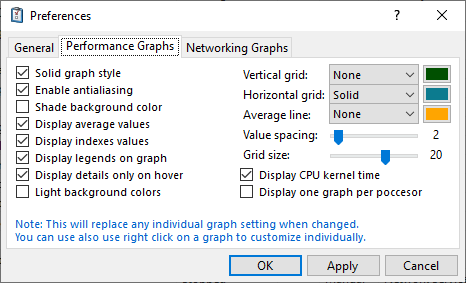 Preferences
General Performance Graphs Networking Graphs
Solid graph style
Enable antialiasing
Shade background color
Display average values
Display indexes values
Display legends on graph
Display details only on hover
Light background colors
Vertical grid: None
Horizontal grid: Solid
Average line: None
Value spacing: 2
Grid size: 20
Display CPU kernel time
Display one graph per poccesor
Note: This will replace any individual graph setting when changed.
You can use also use right click on a graph to customize individually.
OK Apply Cancel